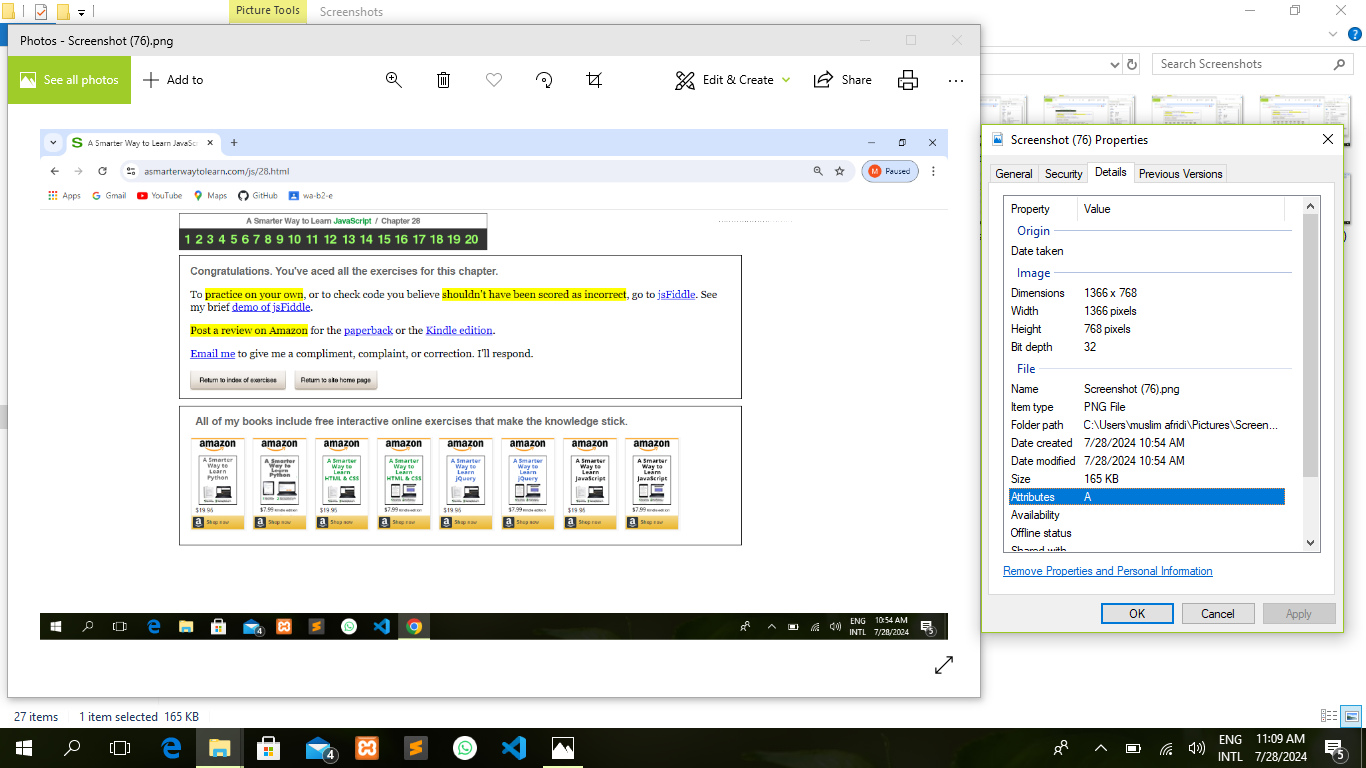 Picture Tools
Screenshots
Photos - Screenshot (76).png
See all photos
Add to
Edit & Create
Share
Search Screenshots
A Smarter Way to Learn JavaSc
asmarterwaytolearn.com/js/28.html
M Paused
Apps Gmail YouTube Maps GitHub wa-b2-e
A Smarter Way to Learn JavaScript / Chapter 28
1 2 3 4 5 6 7 8 9 10 11 12 13 14 15 16 17 18 19 20
Congratulations. You've aced all the exercises for this chapter.
To practice on your own, or to check code you believe shouldn't have been scored as incorrect, go to jsFiddle. See
my brief demo of jsFiddle.
Post a review on Amazon for the paperback or the Kindle edition.
Email me to give me a compliment, complaint, or correction. I'll respond.
Return to index of exercises
Return to site home page
All of my books include free interactive online exercises that make the knowledge stick.
amazon amazon amazon amazon amazon amazon amazon amazon
A Smarter Way to Learn Python
A Smarter Way to Learn Python
A Smarter Way to Learn HTML & CSS
A Smarter Way to Learn HTML & CSS
A Smarter Way to Learn jQuery
A Smarter Way to Learn jQuery
A Smarter Way to Learn JavaScript
A Smarter Way to Learn JavaScript
$19.95 $7.99 Kindle edition $19.95 $7.99 Kindle edition $19.95 $7.99 Kindle edition $19.95 $7.99 Kindle edition
Shop now Shop now Shop now Shop now Shop now Shop now Shop now Shop now
4
ENG
INTL
10:54 AM
7/28/2024
5
Screenshot (76) Properties
General Security Details Previous Versions
Property Value
Origin
Date taken
Image
Dimensions 1366 x 768
Width 1366 pixels
Height 768 pixels
Bit depth 32
File
Name Screenshot (76).png
Item type PNG File
Folder path C:\Users\muslim afridi\Pictures\Screen...
Date created 7/28/2024 10:54 AM
Date modified 7/28/2024 10:54 AM
Size 165 KB
Attributes A
Availability
Offline status
Shared with
Remove Properties and Personal Information
OK
Cancel
Apply
27 items 1 item selected 165 KB
4
ENG
INTL
11:09 AM
7/28/2024
5